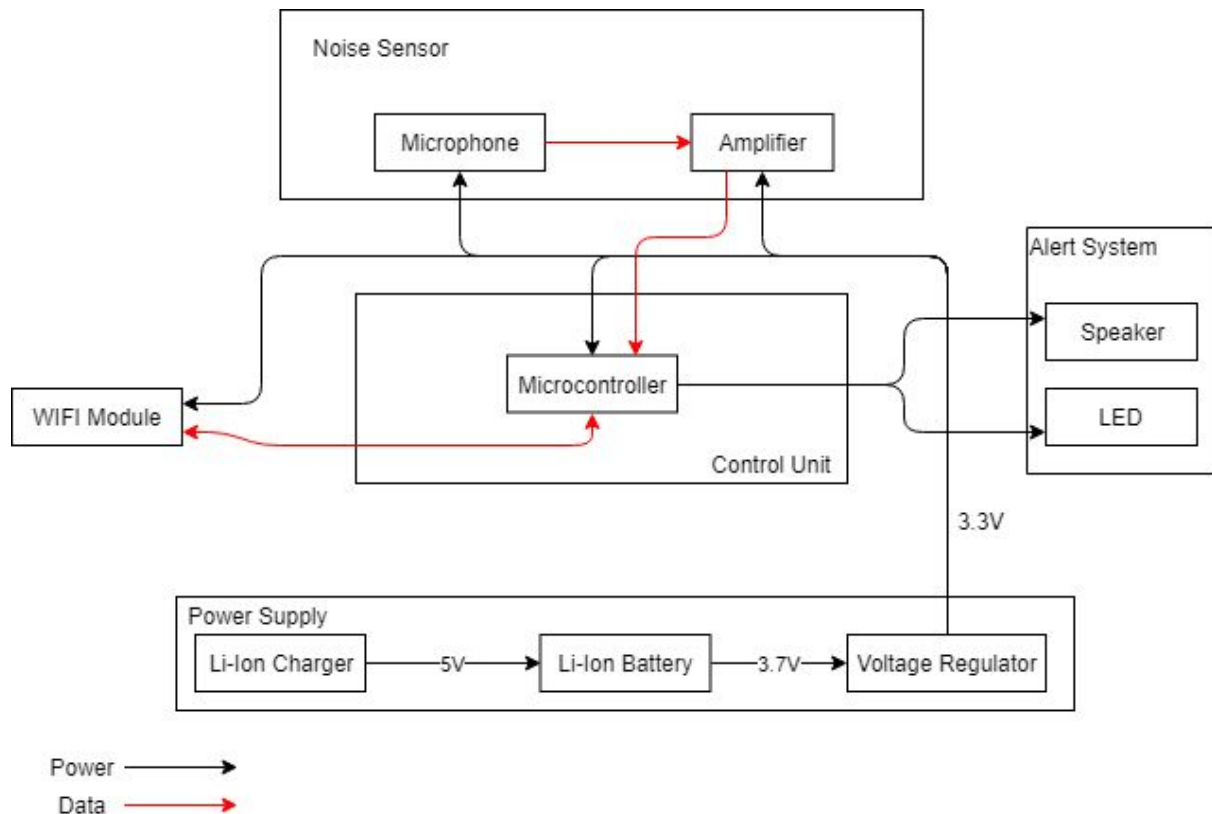 Noise Sensor
Microphone
Amplifier
Alert System
Speaker
Microcontroller
WIFI Module
LED
Control Unit
3.3V
Power Supply
Li-Ion Charger
5V
Li-Ion Battery
3.7V
Voltage Regulator
Power
Data